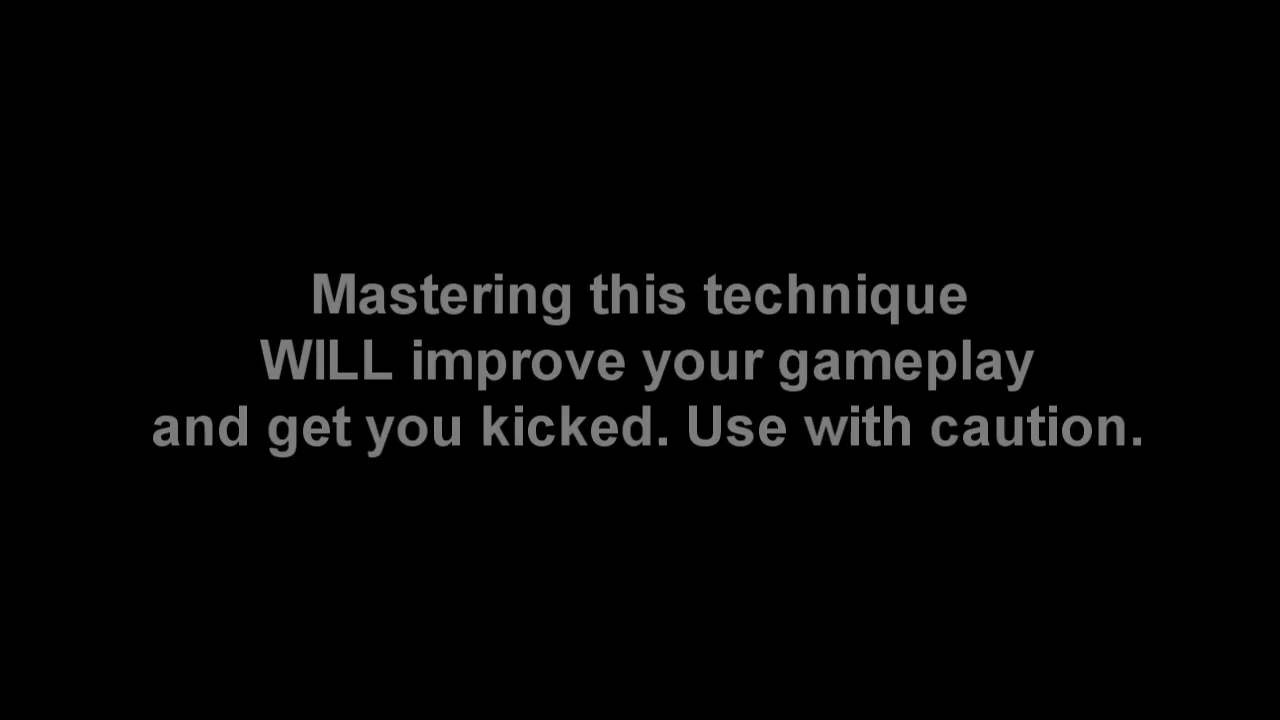 Mastering this technique
WILL improve your gameplay
and get you kicked. Use with caution.